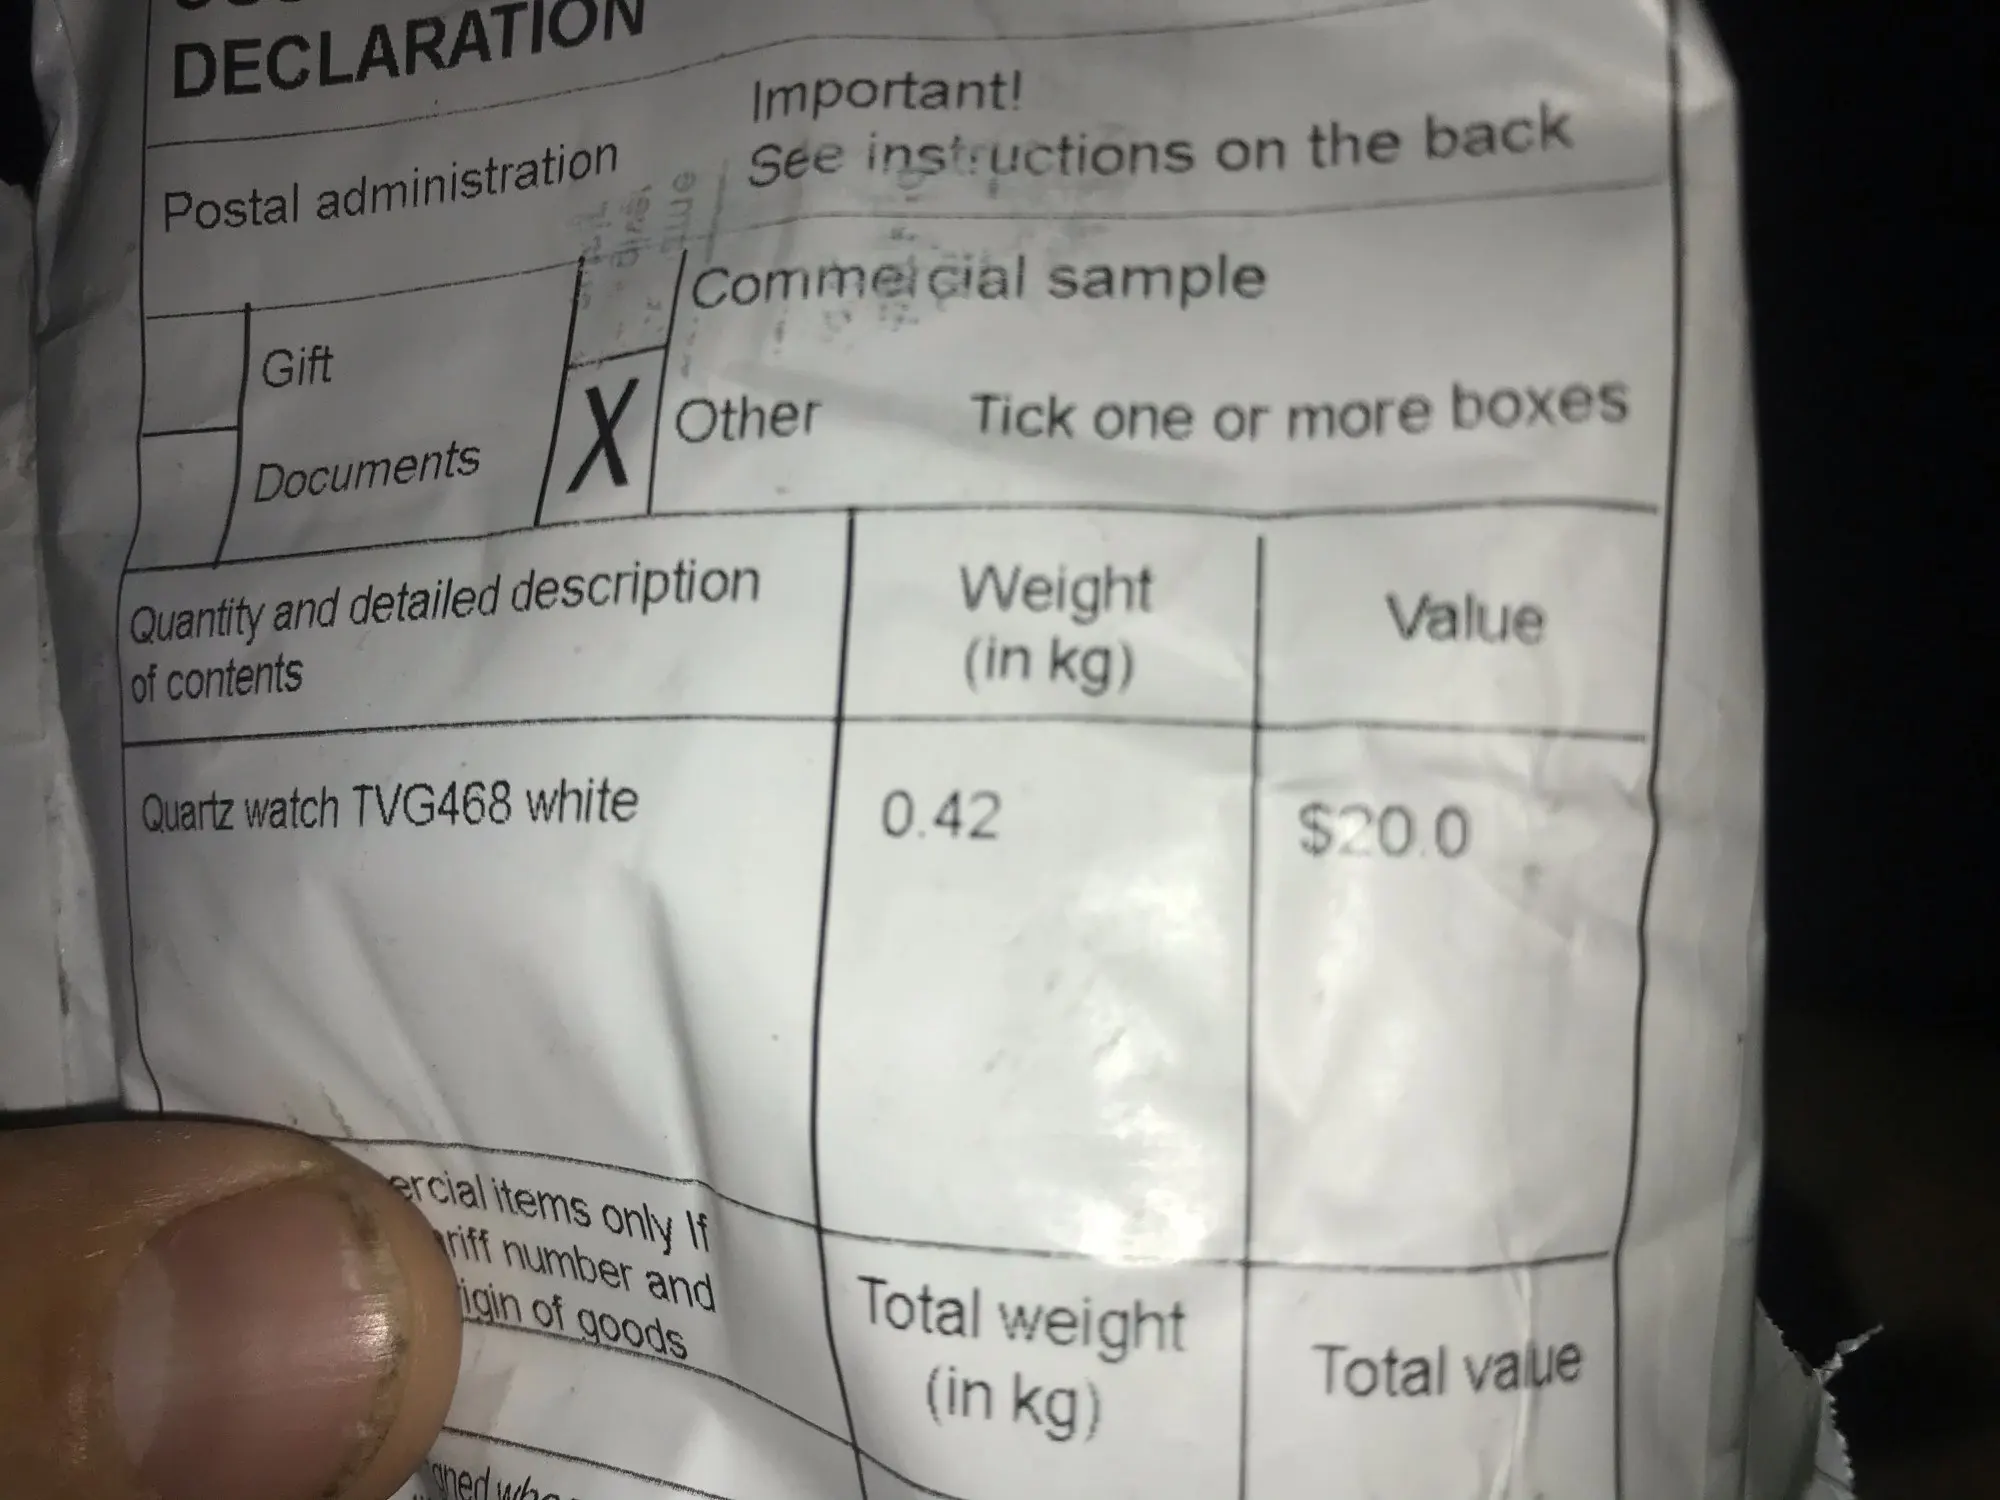 DECLARATION
Important!
Postal administration
See instructions on the back
Commercial sample
Gift
X Other
Tick one or more boxes
Documents
Quantity and detailed description
of contents
Weight
(in kg)
Value
Quartz watch TVG468 white
0.42
$20.0
ercial items only If
riff number and
igin of goods
Total weight
(in kg)
Total value